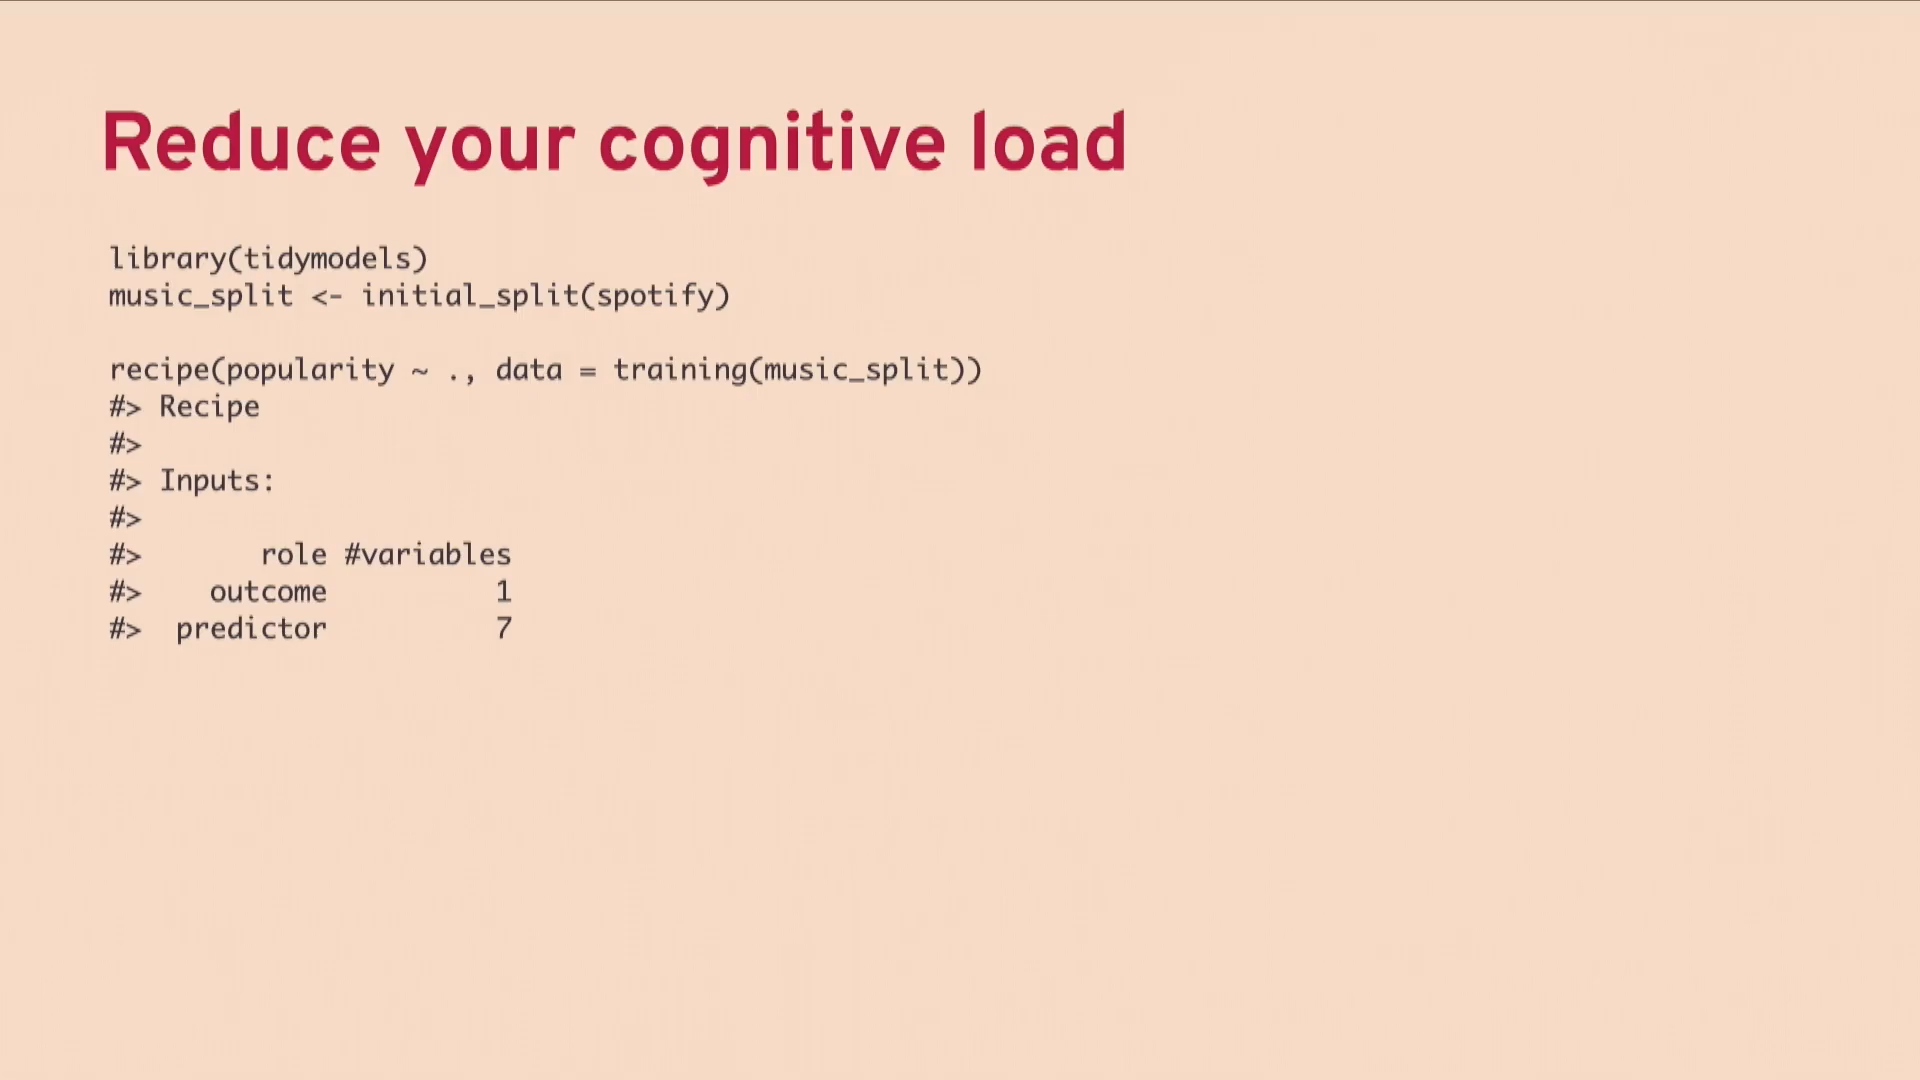 Reduce your cognitive load
library(tidymodels)
music_split <- initial_split(spotify)
recipe(popularity ~ ., data = training(music_split))
#> Recipe
#>
#> Inputs:
#>
#>       role #variables
#>    outcome          1
#>  predictor          7